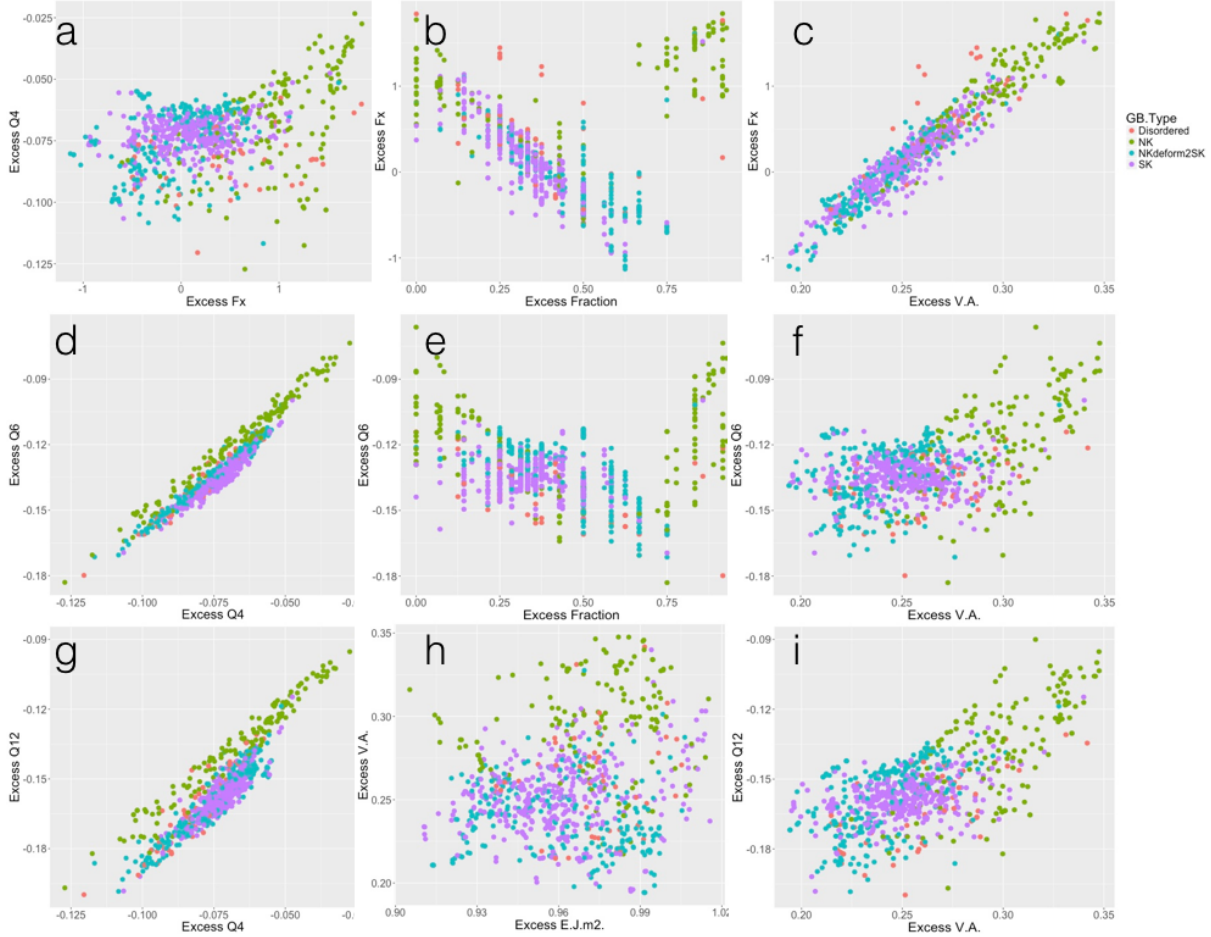 a
-0.025
-0.050
-0.075
-0.100
-0.125
Excess Q4
-1
0
1
Excess Fx
b
1
0
-1
Excess Fx
0.00
0.25
0.50
0.75
Excess Fraction
c
1
0
-1
Excess Fx
0.20
0.25
0.30
0.35
Excess V.A.
GB.Type
Disordered
NK
NKdeform2SK
SK
d
-0.09
-0.12
-0.15
-0.18
Excess Q6
-0.125
-0.100
-0.075
-0.050
-0.
Excess Q4
e
-0.09
-0.12
-0.15
-0.18
Excess Q6
0.00
0.25
0.50
0.75
Excess Fraction
f
-0.09
-0.12
-0.15
-0.18
Excess Q6
0.20
0.25
0.30
0.35
Excess V.A.
g
-0.09
-0.12
-0.15
-0.18
Excess Q12
-0.125
-0.100
-0.075
-0.050
-0.
Excess Q4
h
0.35
0.30
0.25
0.20
Excess V.A.
0.90
0.93
0.96
0.99
1.02
Excess E.J.m2.
i
-0.09
-0.12
-0.15
-0.18
Excess Q12
0.20
0.25
0.30
0.35
Excess V.A.